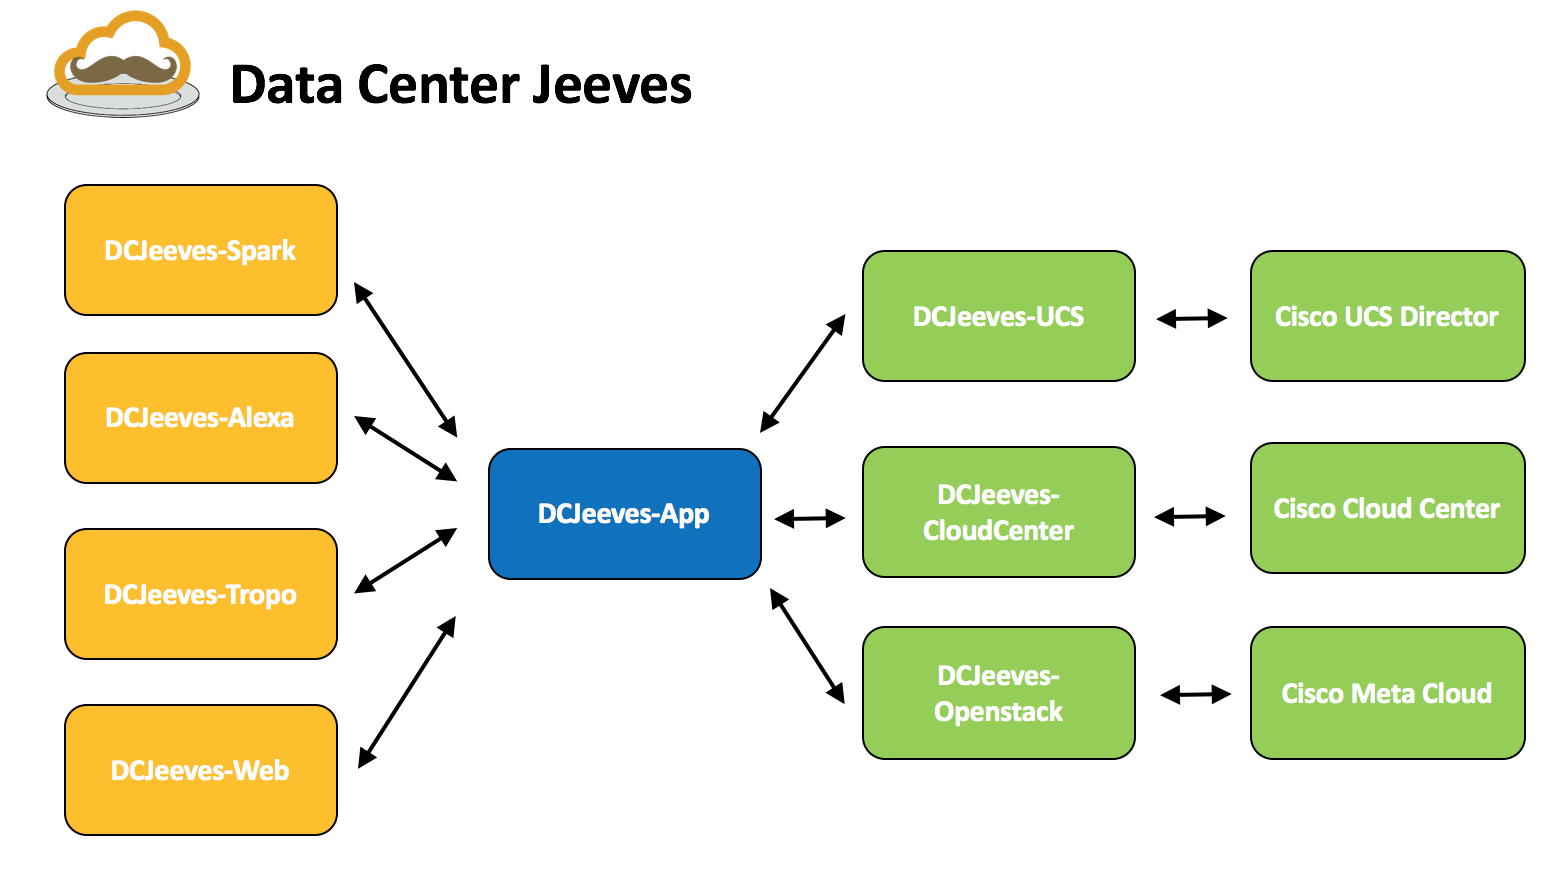 Data Center Jeeves
DCJeeves-Spark
DCJeeves-Alexa
DCJeeves-Tropo
DCJeeves-Web
DCJeeves-App
DCJeeves-UCS
DCJeeves-
CloudCenter
DCJeeves-
Openstack
Cisco UCS Director
Cisco Cloud Center
Cisco Meta Cloud